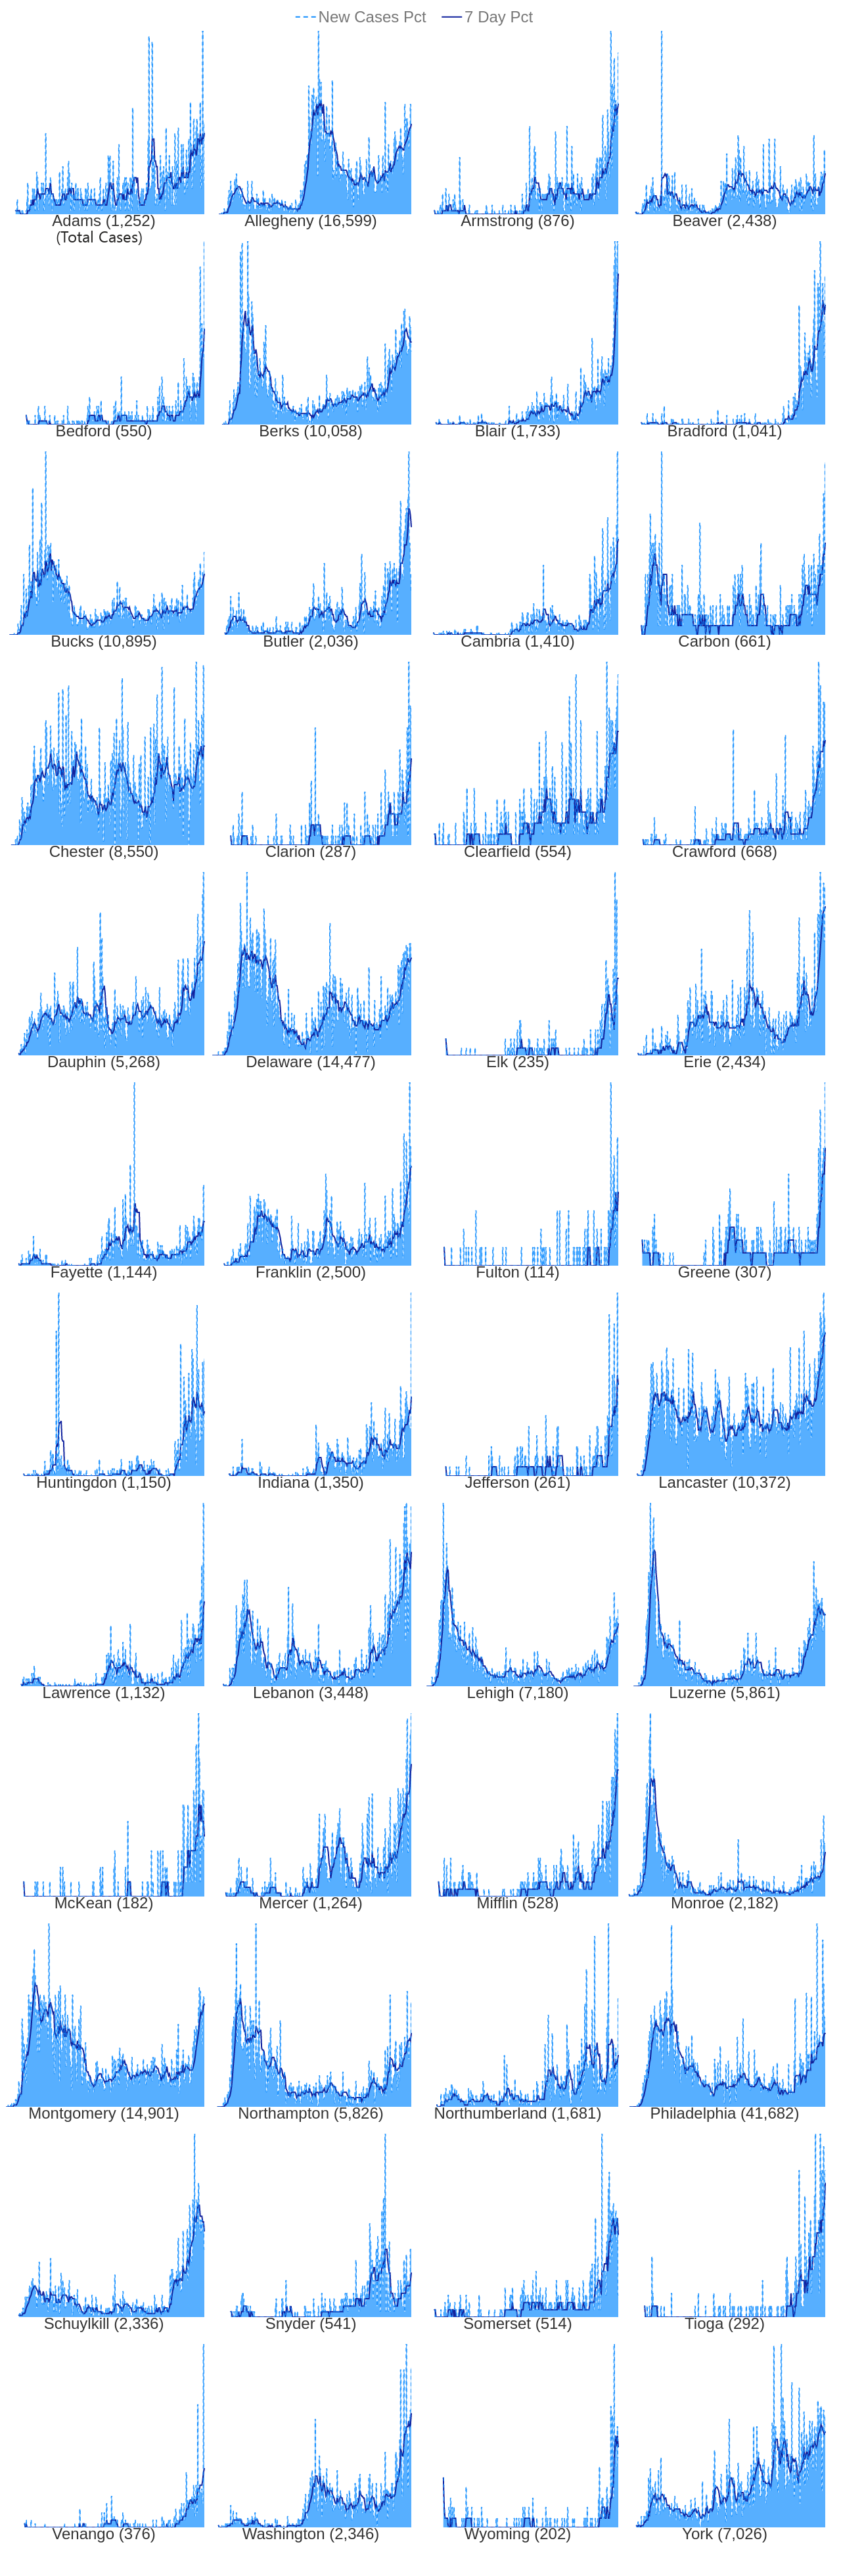 New Cases Pct 7 Day Pct
Adams (1,252) Allegheny (16,599) Armstrong (876) Beaver (2,438)
(Total Cases)
Bedford (550) Berks (10,058) Blair (1,733) Bradford (1,041)
Bucks (10,895) Butler (2,036) Cambria (1,410) Carbon (661)
Chester (8,550) Clarion (287) Clearfield (554) Crawford (668)
Dauphin (5,268) Delaware (14,477) Elk (235) Erie (2,434)
Fayette (1,144) Franklin (2,500) Fulton (114) Greene (307)
Huntingdon (1,150) Indiana (1,350) Jefferson (261) Lancaster (10,372)
Lawrence (1,132) Lebanon (3,448) Lehigh (7,180) Luzerne (5,861)
McKean (182) Mercer (1,264) Mifflin (528) Monroe (2,182)
Montgomery (14,901) Northampton (5,826) Northumberland (1,681) Philadelphia (41,682)
Schuylkill (2,336) Snyder (541) Somerset (514) Tioga (292)
Venango (376) Washington (2,346) Wyoming (202) York (7,026)